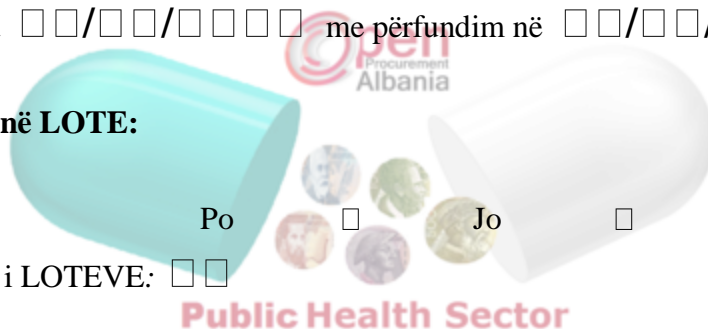 □□/□□/□□□□ me përfundim në □□/□□/
Open
Procurement
Albania
në LOTE:
Po □ Jo □
i LOTEVE: □□
Public Health Sector